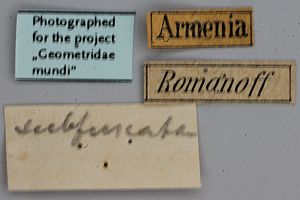 Photographed
for the project
„Geometridae
mundi“
Armenia
Romanoff
subfuscata